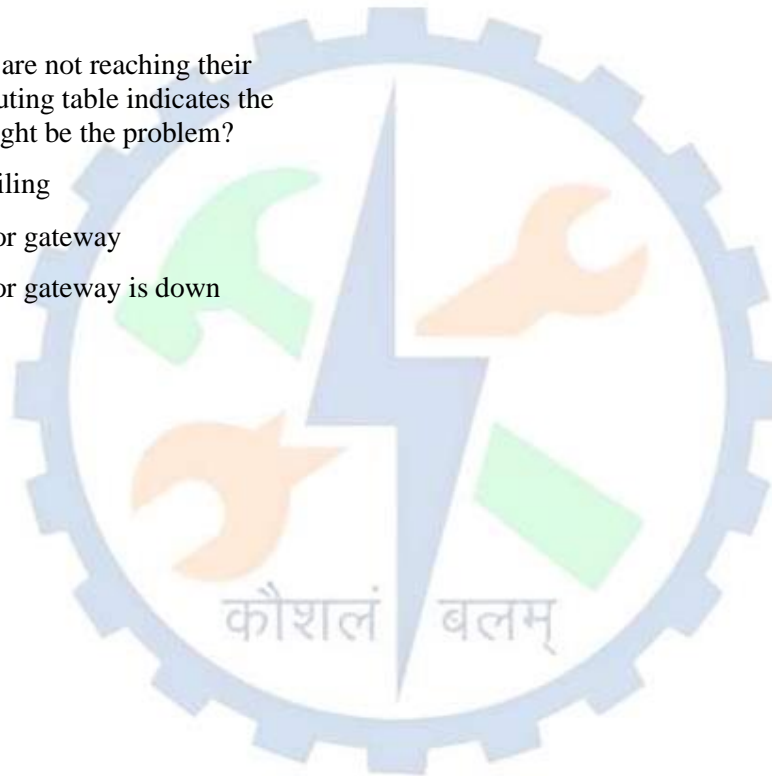 are not reaching their
uting table indicates the
ght be the problem?
iling
or gateway
or gateway is down
कौशलं बलम्